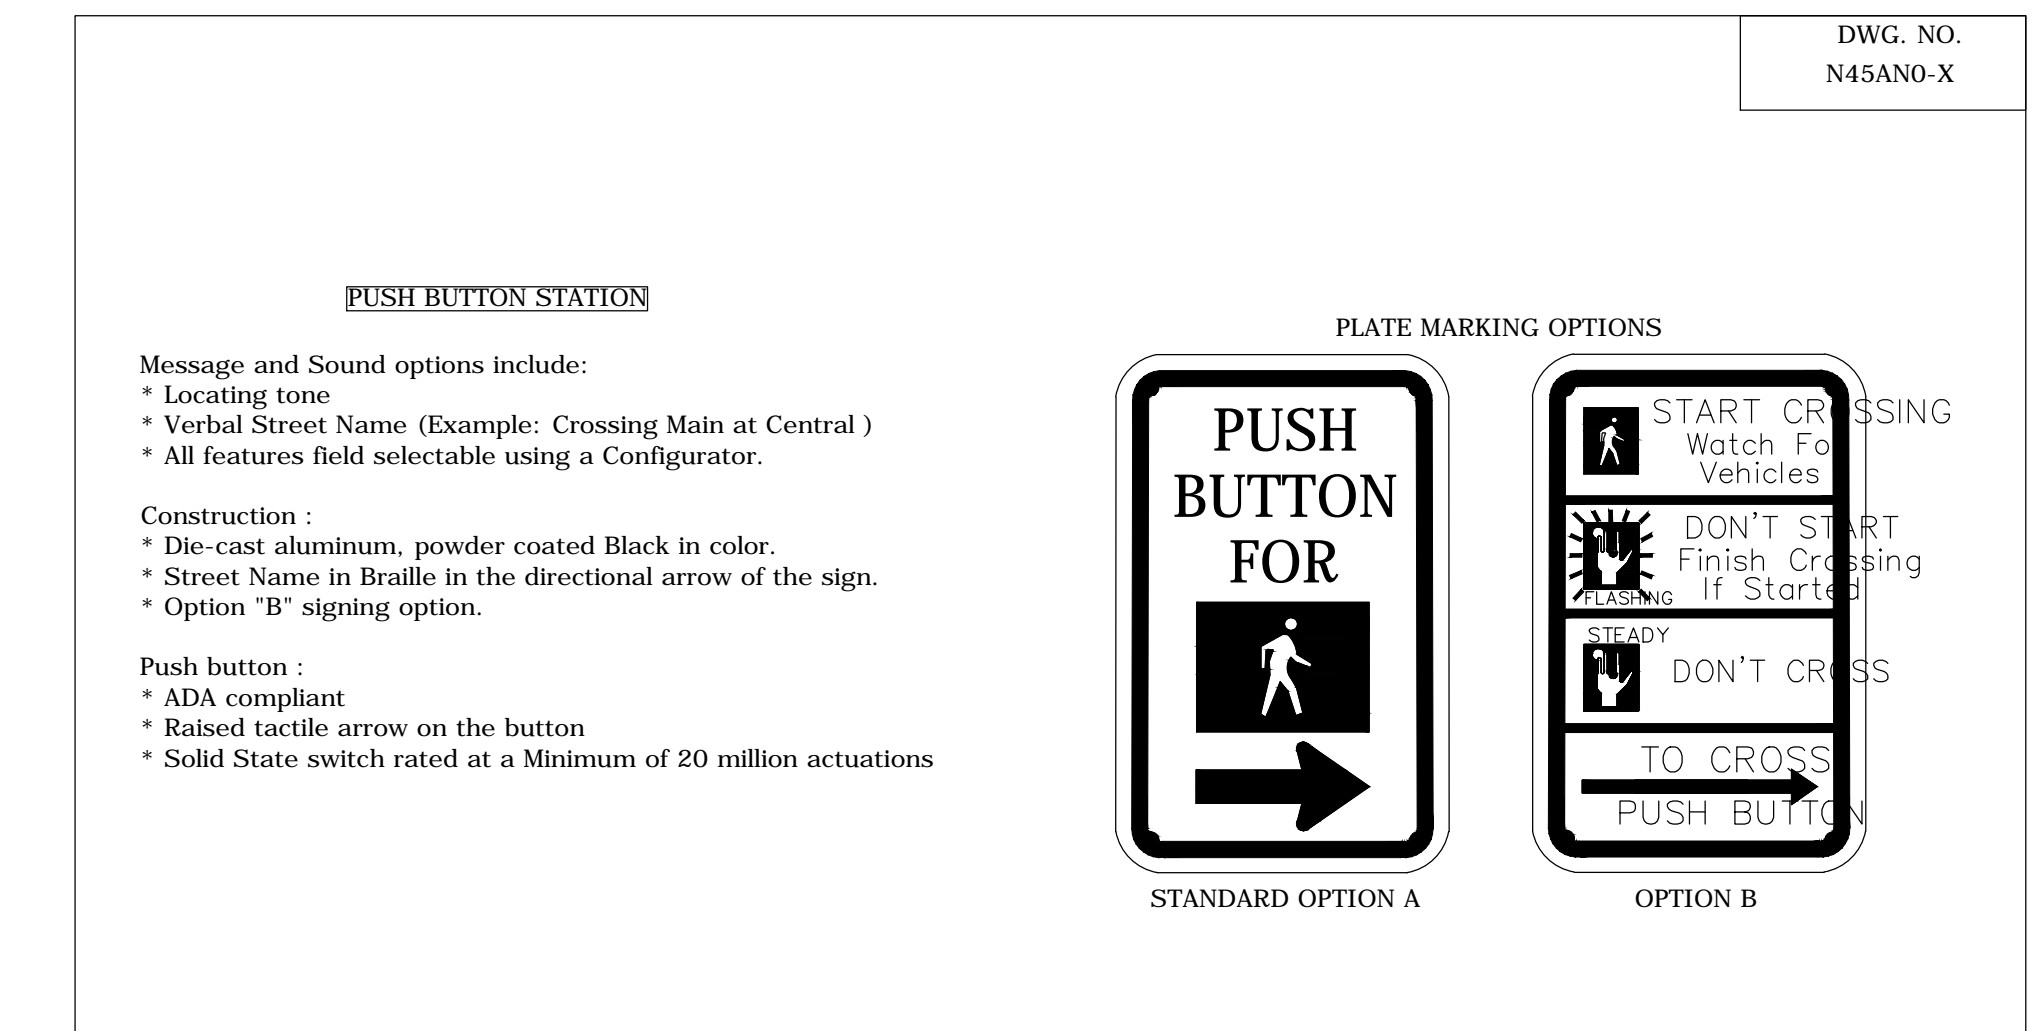 DWG. NO.
N45AN0-X
PUSH BUTTON STATION
Message and Sound options include:
* Locating tone
* Verbal Street Name (Example: Crossing Main at Central )
* All features field selectable using a Configurator.
Construction :
* Die-cast aluminum, powder coated Black in color.
* Street Name in Braille in the directional arrow of the sign.
* Option "B" signing option.
Push button :
* ADA compliant
* Raised tactile arrow on the button
* Solid State switch rated at a Minimum of 20 million actuations
PLATE MARKING OPTIONS
PUSH
BUTTON
FOR
STANDARD OPTION A
START CROSSING
Watch Fo
Vehicles
DON'T START
Finish Crossing
If Started
FLASHING
STEADY
DON'T CROSS
TO CROSS
PUSH BUTTON
OPTION B